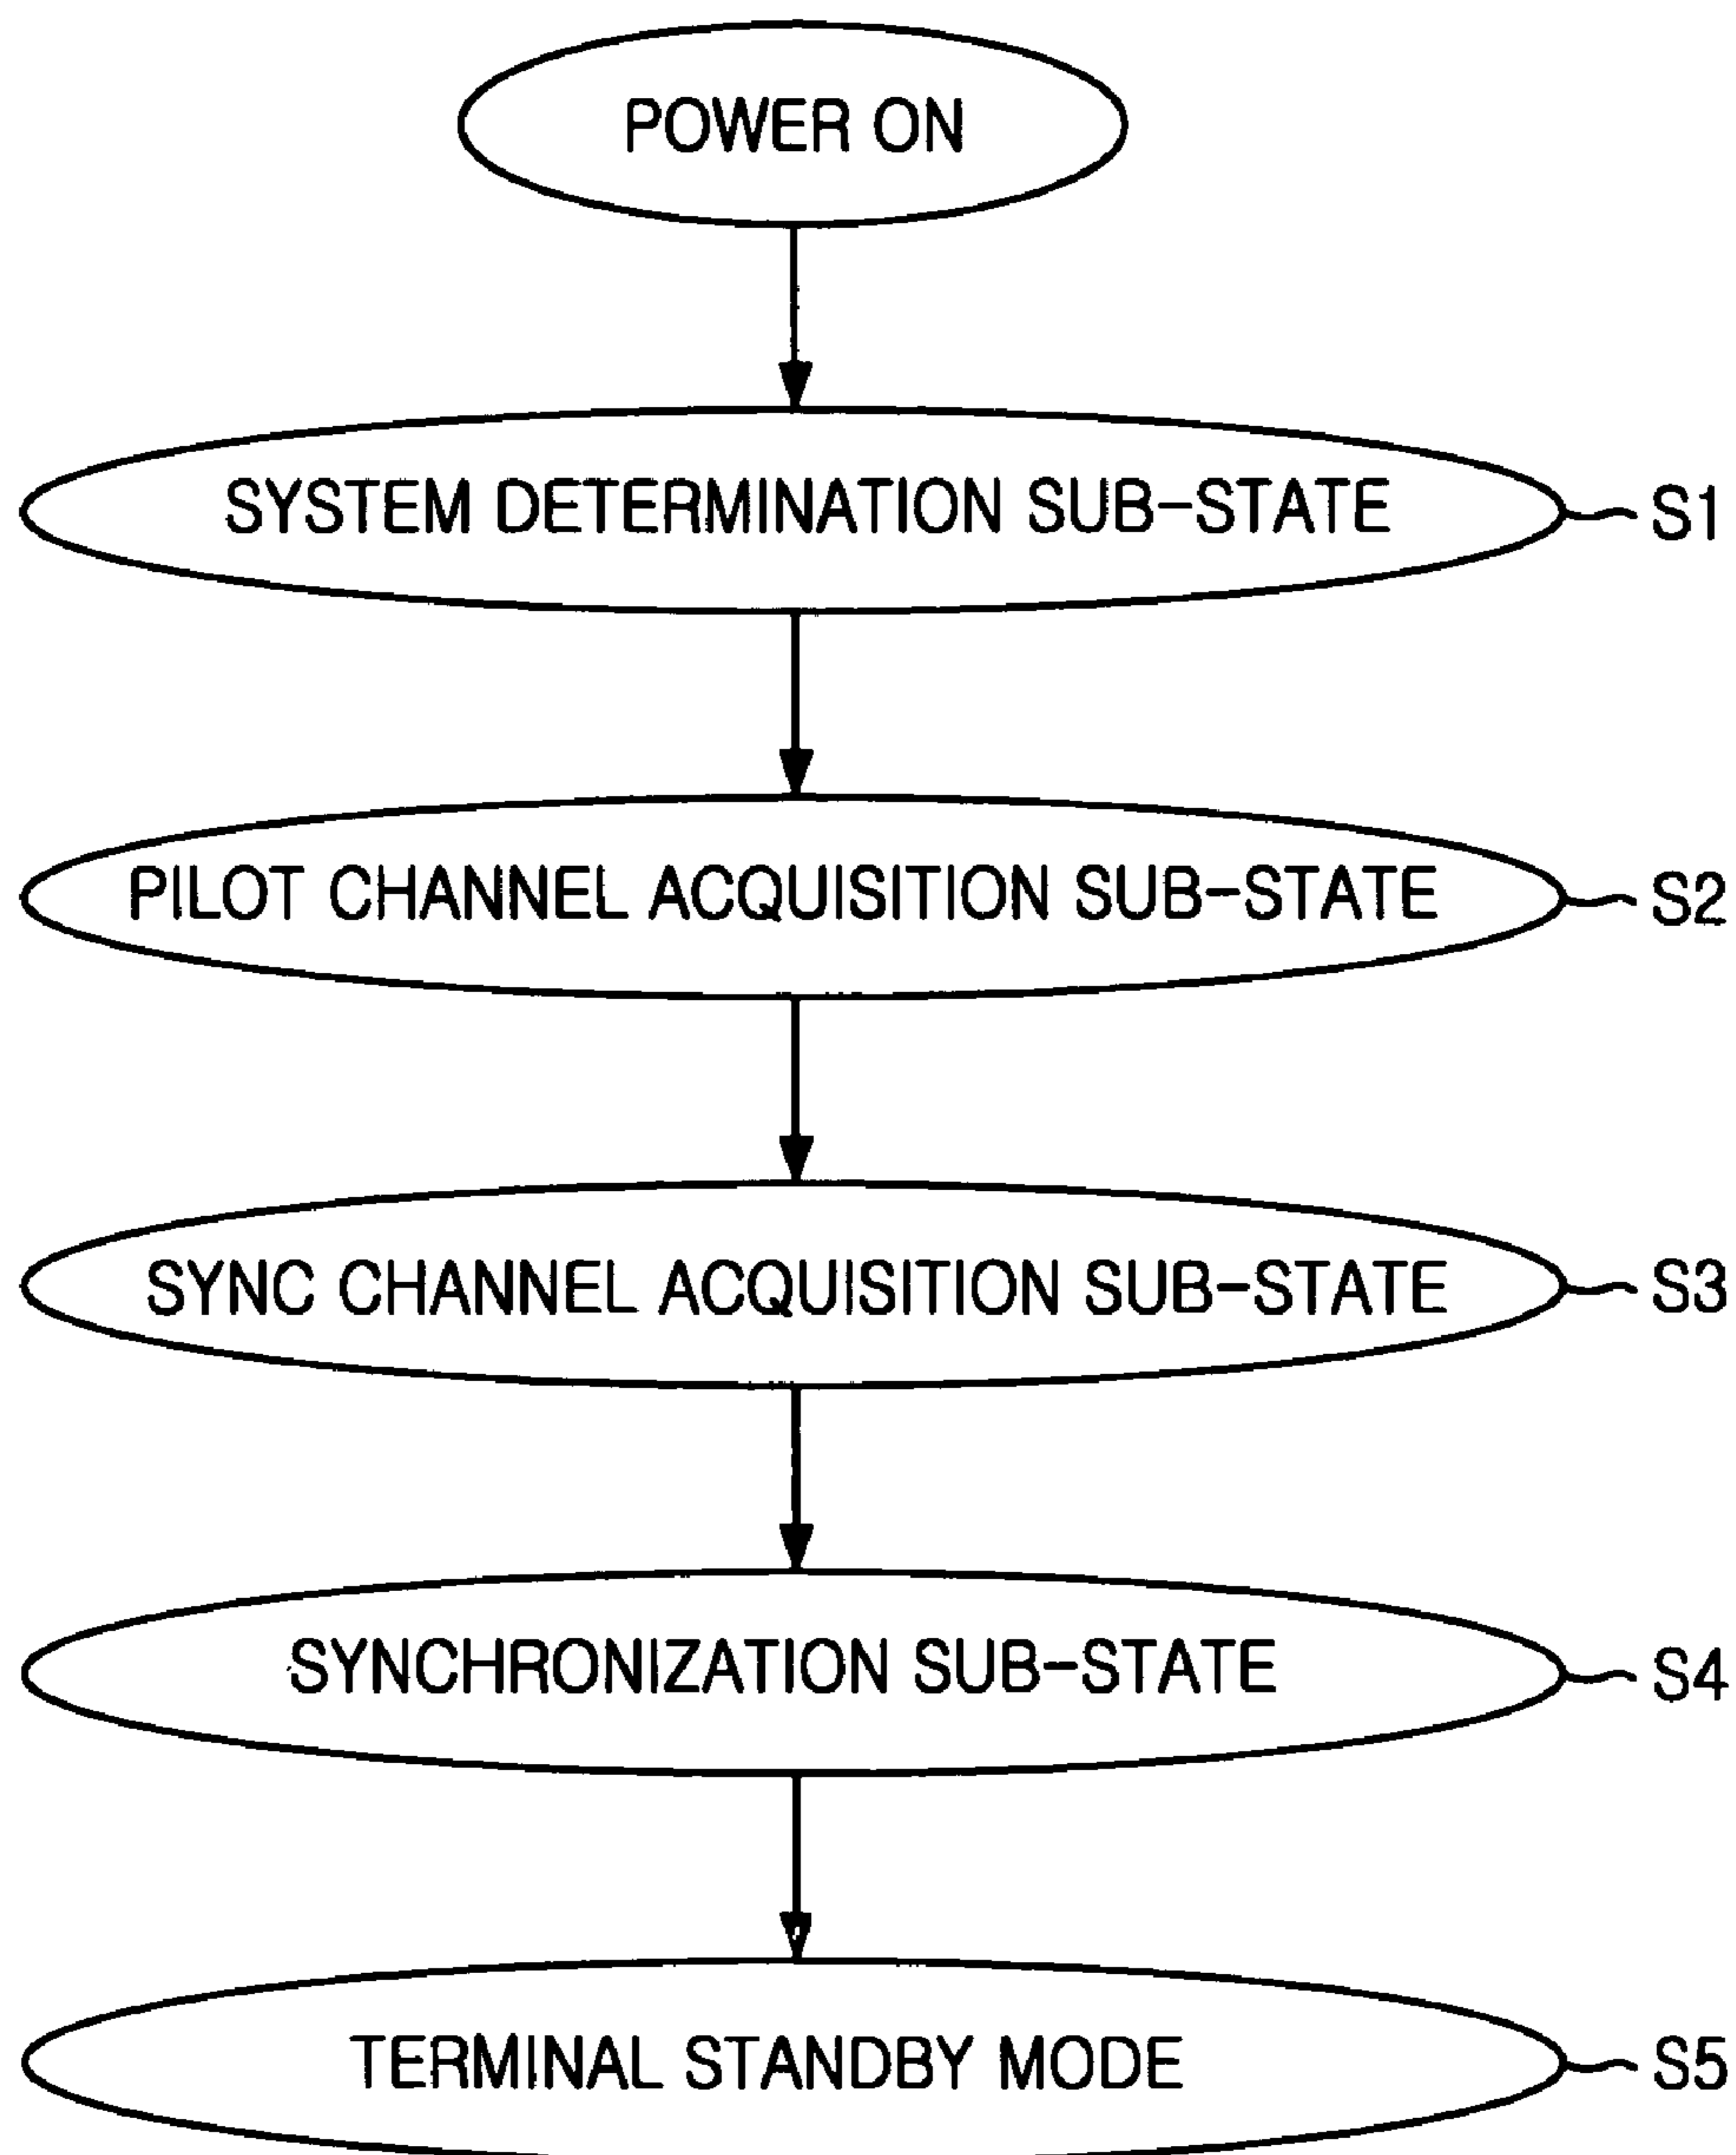 POWER ON
SYSTEM DETERMINATION SUB-STATE
S1
PILOT CHANNEL ACQUISITION SUB-STATE
S2
SYNC CHANNEL ACQUISITION SUB-STATE
S3
SYNCHRONIZATION SUB-STATE
S4
TERMINAL STANDBY MODE
S5